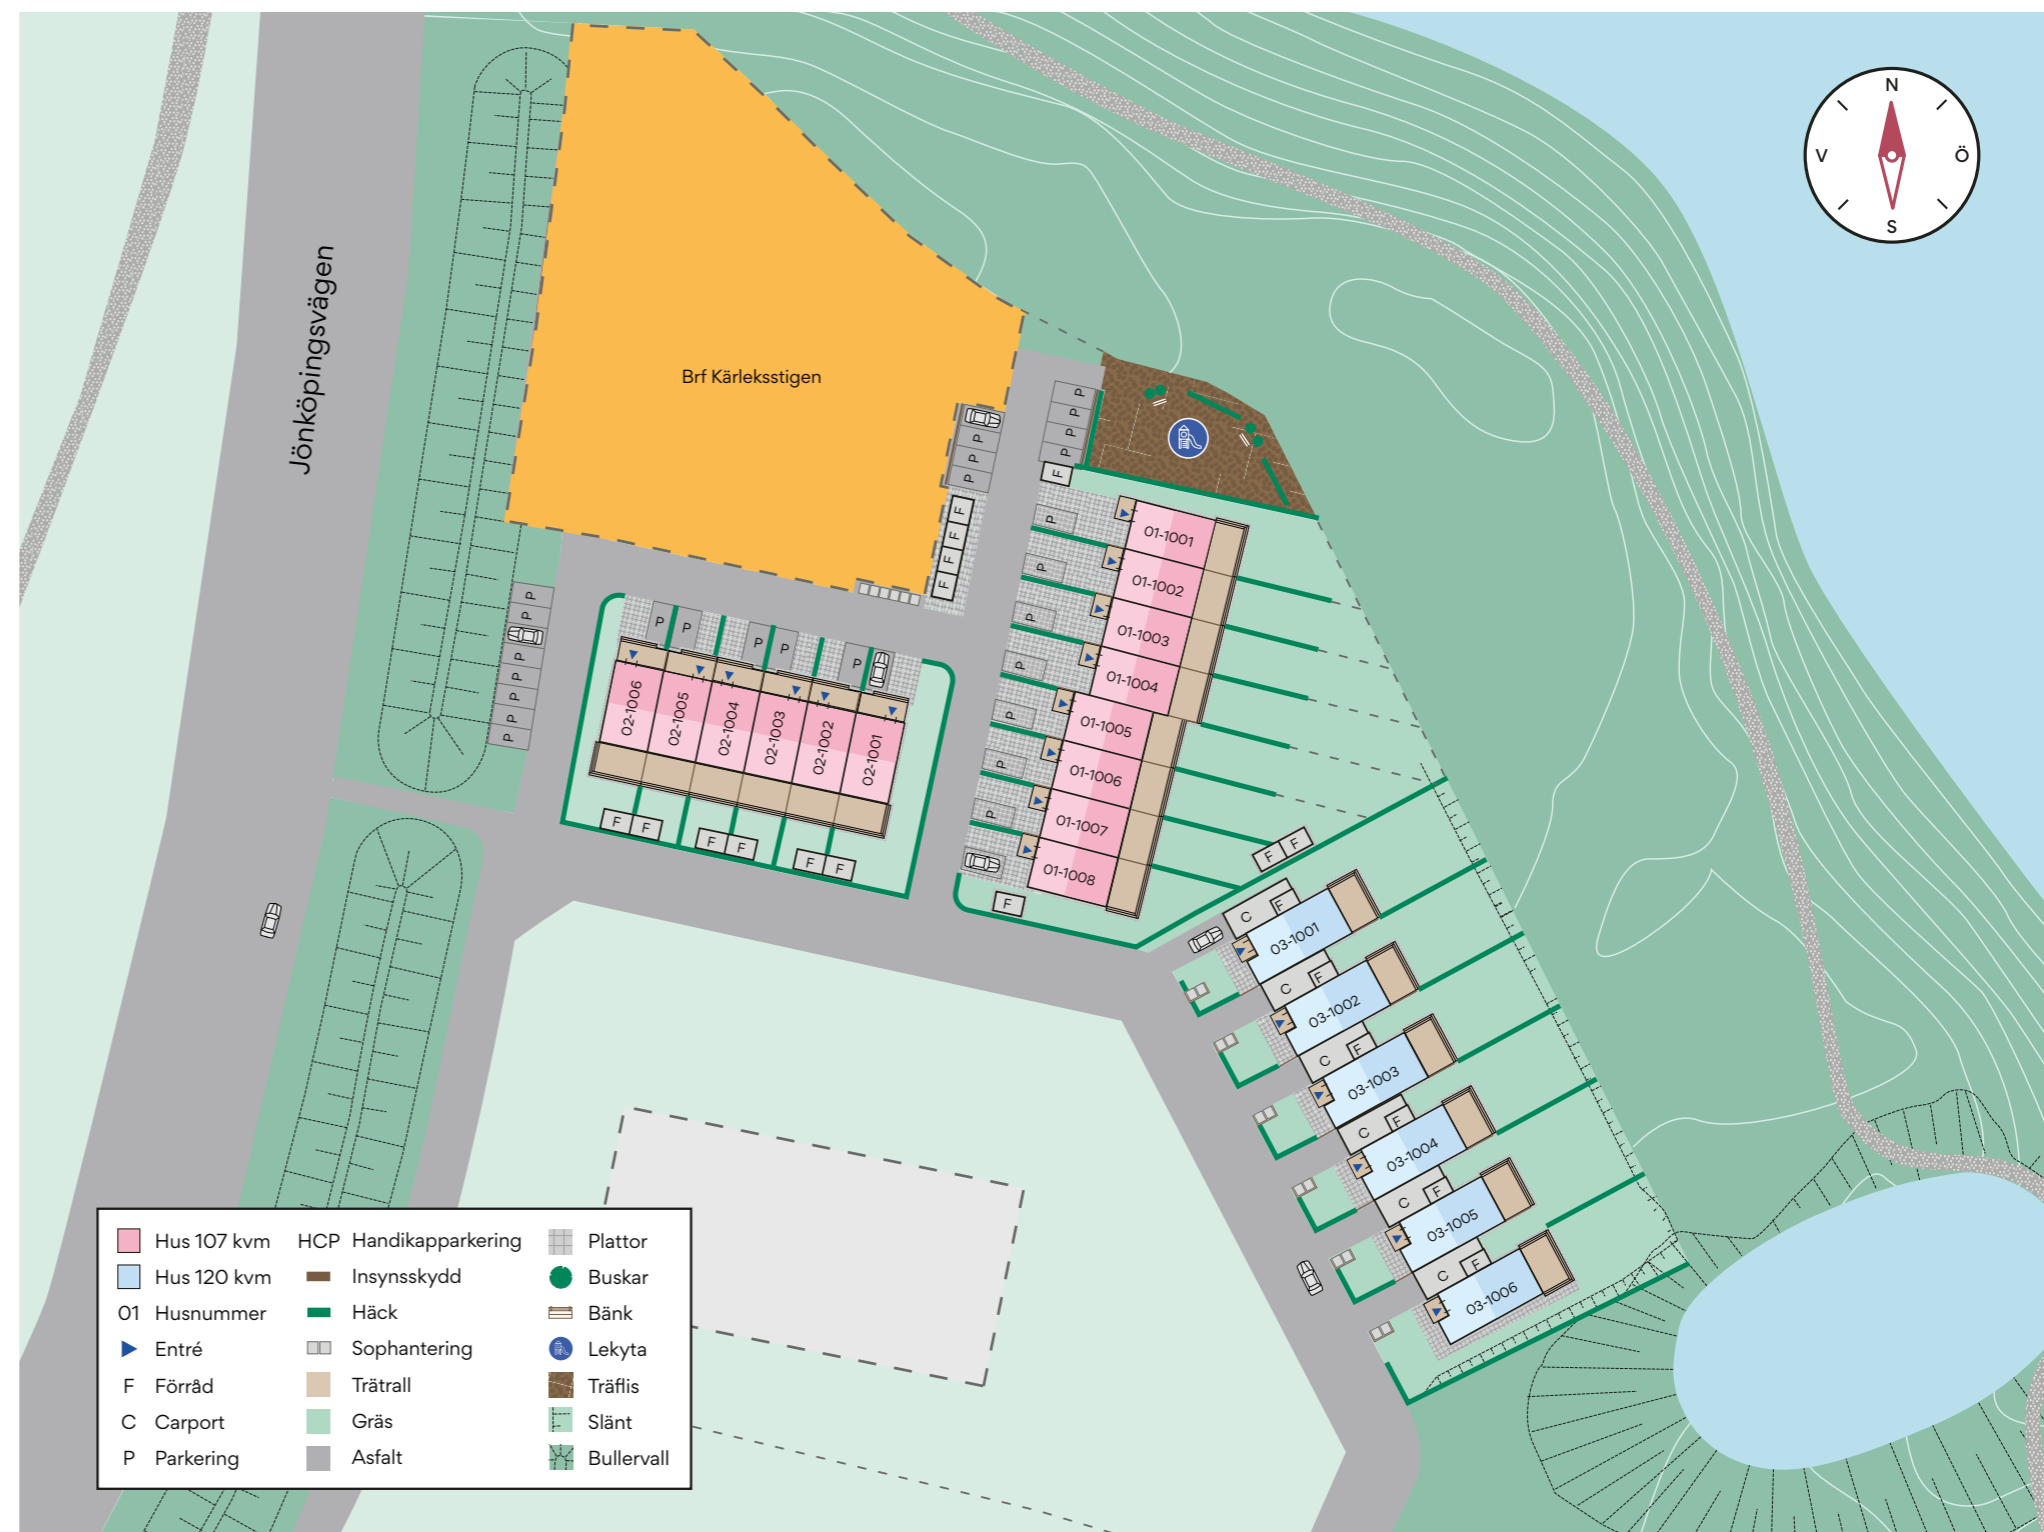 N
V
Ö
S
Jönköpingsvägen
Brf Kärleksstigen
P
P
P
P
F
P
P
P
F
F
F
F
P
P
P
P
P
P
P
P
01-1001
01-1002
01-1003
01-1004
01-1005
01-1006
01-1007
01-1008
F
F F
P
P
P
P
P
P
P
P P
P P
P
02-1006
02-1005
02-1004
02-1003
02-1002
02-1001
F F
F F
F F
C F
03-1001
C F
03-1002
C F
03-1003
C F
03-1004
C F
03-1005
C F
03-1006
Hus 107 kvm
Hus 120 kvm
01 Husnummer
Entré
F Förråd
C Carport
P Parkering
HCP Handikapparkering
Insynsskydd
Häck
Sophantering
Trätrall
Gräs
Asfalt
Plattor
Buskar
Bänk
Lekyta
Träflis
Slänt
Bullervall